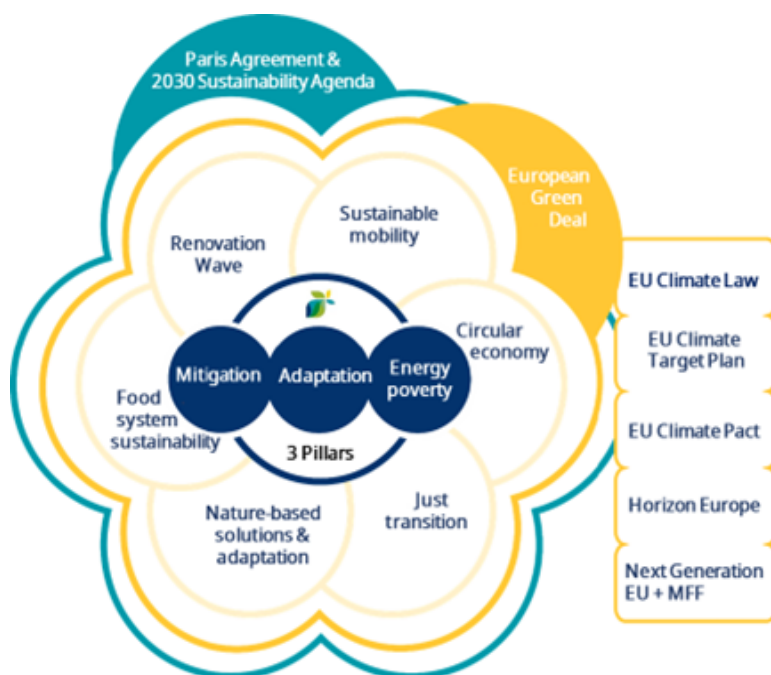 Paris Agreement &
2030 Sustainability Agenda
European
Green
Deal
Sustainable
mobility
Renovation
Wave
Circular
economy
Mitigation
Adaptation
Energy
poverty
3 Pillars
Food
system
sustainability
Nature-based
solutions &
adaptation
Just
transition
EU Climate Law
EU Climate
Target Plan
EU Climate Pact
Horizon Europe
Next Generation
EU + MFF